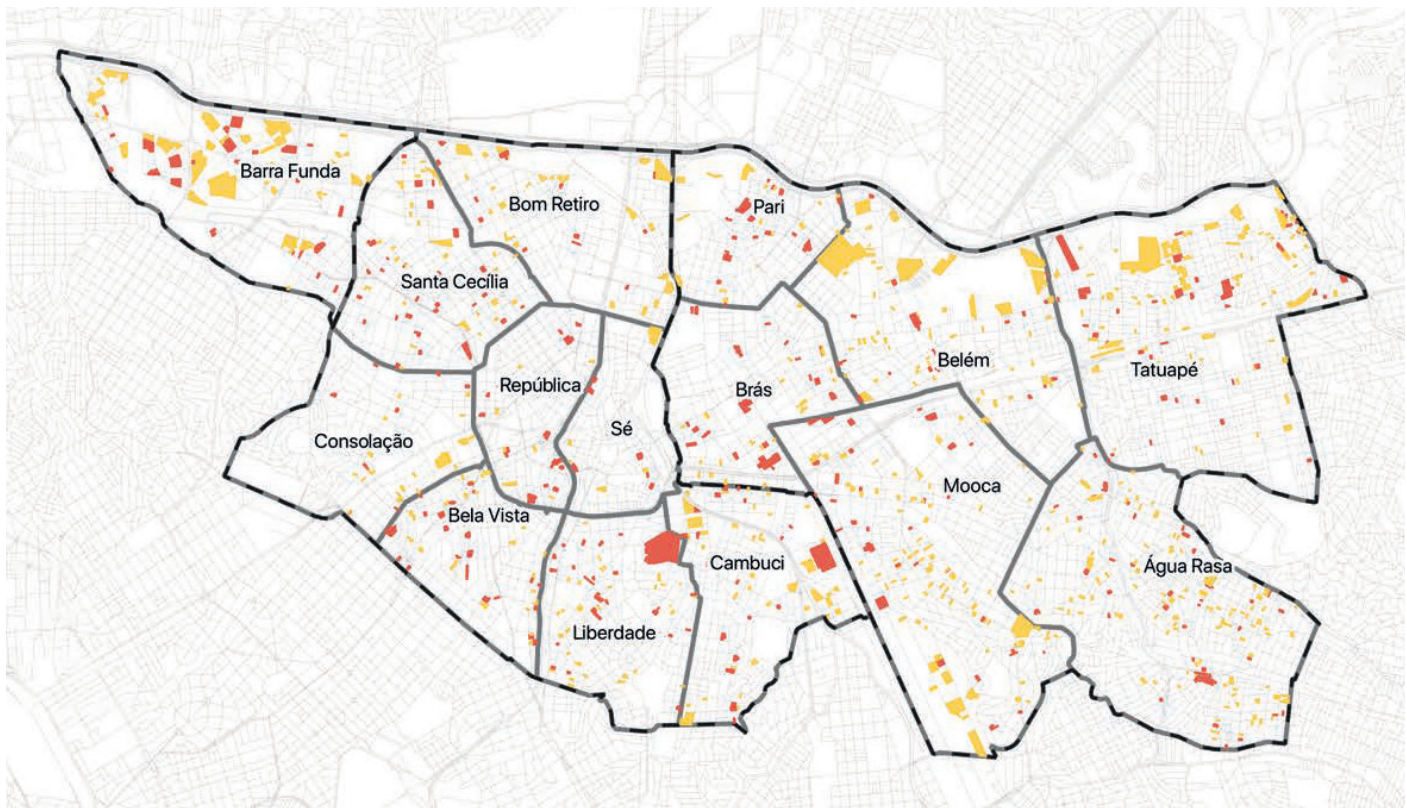 Barra Funda
Bom Retiro
Pari
Santa Cecília
República
Brás
Belém
Tatuapé
Consolação
Sé
Mooca
Bela Vista
Cambuci
Água Rasa
Liberdade